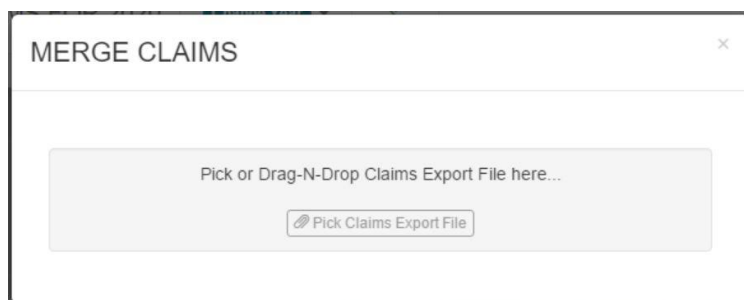 MERGE CLAIMS
×
Pick or Drag-N-Drop Claims Export File here...
Pick Claims Export File